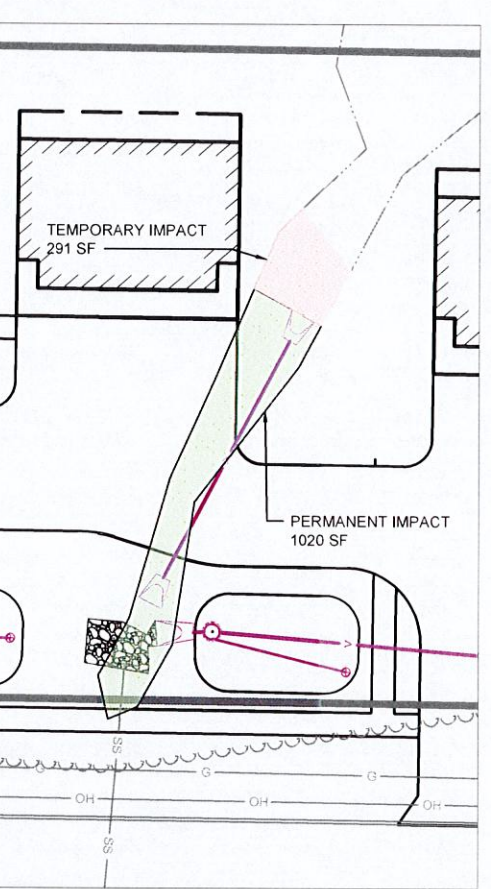 TEMPORARY IMPACT
291 SF
PERMANENT IMPACT
1020 SF
SS
G
G
OH
OH
OH
SS